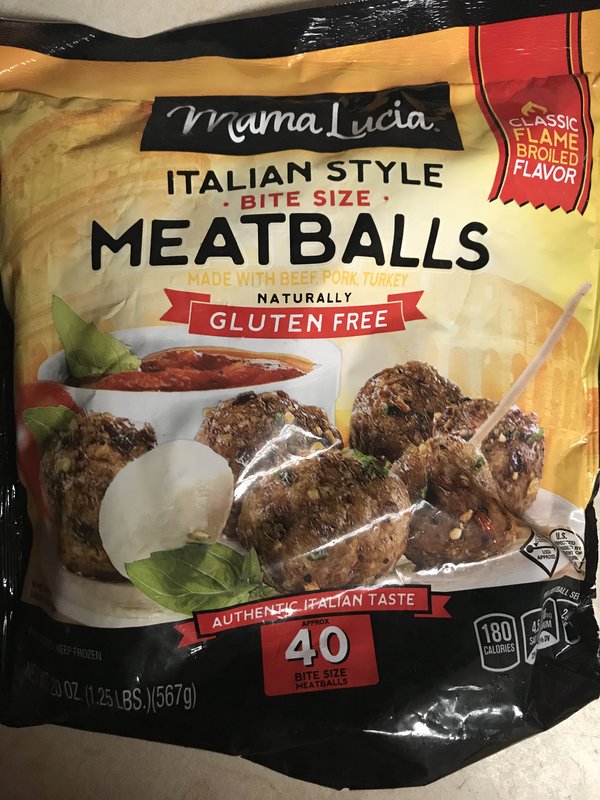 Mama Lucia
CLASSIC
FLAME
BROILED
FLAVOR
ITALIAN STYLE
· BITE SIZE ·
MEATBALLS
MADE WITH BEEF, PORK, TURKEY
NATURALLY
GLUTEN FREE
AUTHENTIC ITALIAN TASTE
APPROX
40
BITE SIZE
MEATBALLS
KEEP FROZEN
20 OZ. (1.25 LBS.)(567g)
180
CALORIES
U.S.